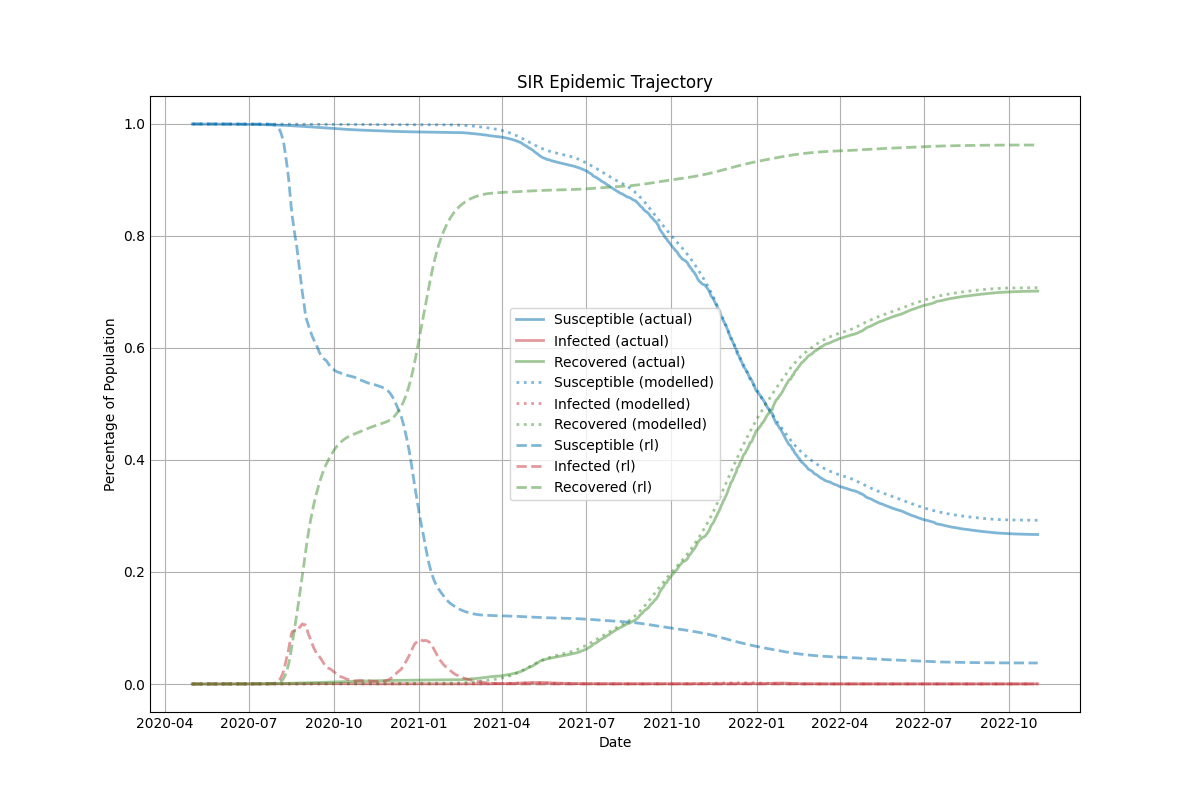 SIR Epidemic Trajectory
Percentage of Population
1.0
0.8
0.6
0.4
0.2
0.0
Susceptible (actual)
Infected (actual)
Recovered (actual)
Susceptible (modelled)
Infected (modelled)
Recovered (modelled)
Susceptible (rl)
Infected (rl)
Recovered (rl)
2020-04 2020-07 2020-10 2021-01 2021-04 2021-07 2021-10 2022-01 2022-04 2022-07 2022-10
Date